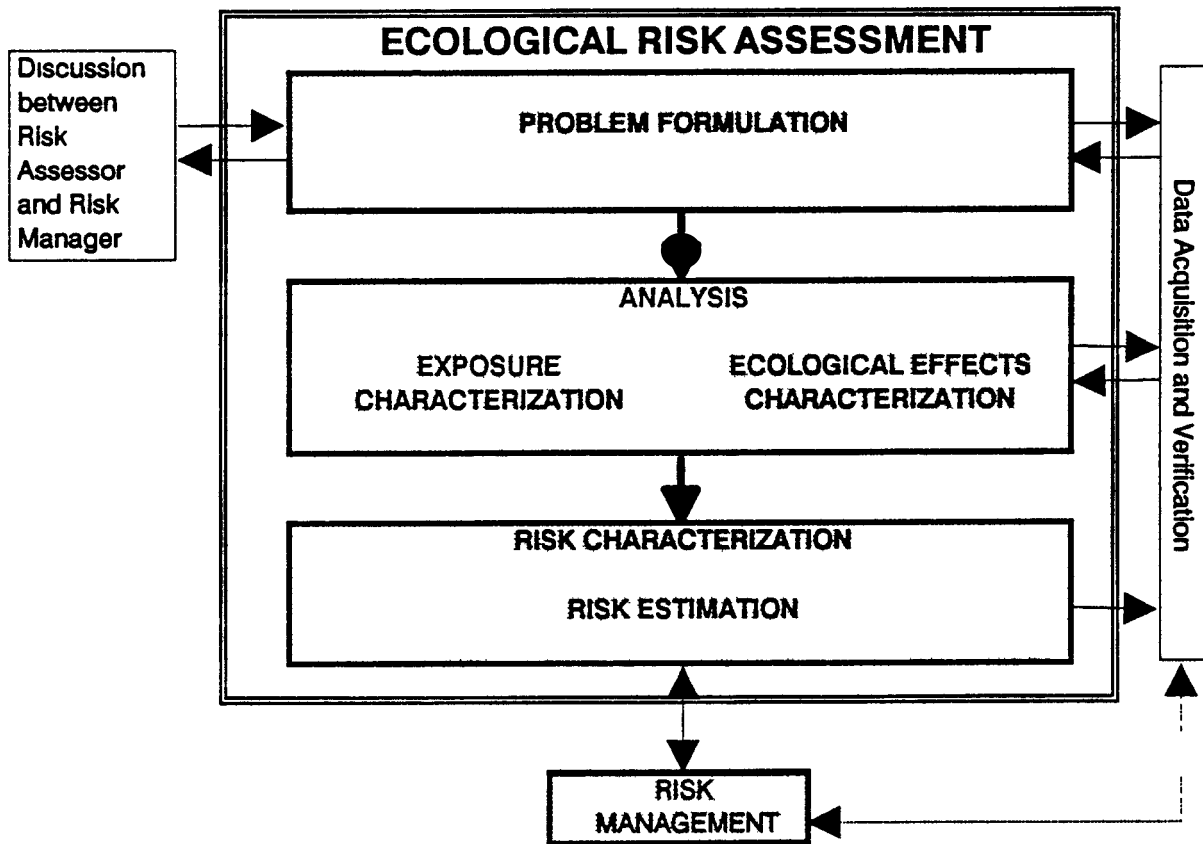 ECOLOGICAL RISK ASSESSMENT
Discussion
between
Risk
Assessor
and Risk
Manager
PROBLEM FORMULATION
ANALYSIS
EXPOSURE
CHARACTERIZATION
ECOLOGICAL EFFECTS
CHARACTERIZATION
RISK CHARACTERIZATION
RISK ESTIMATION
Data Acquisition and Verification
RISK
MANAGEMENT